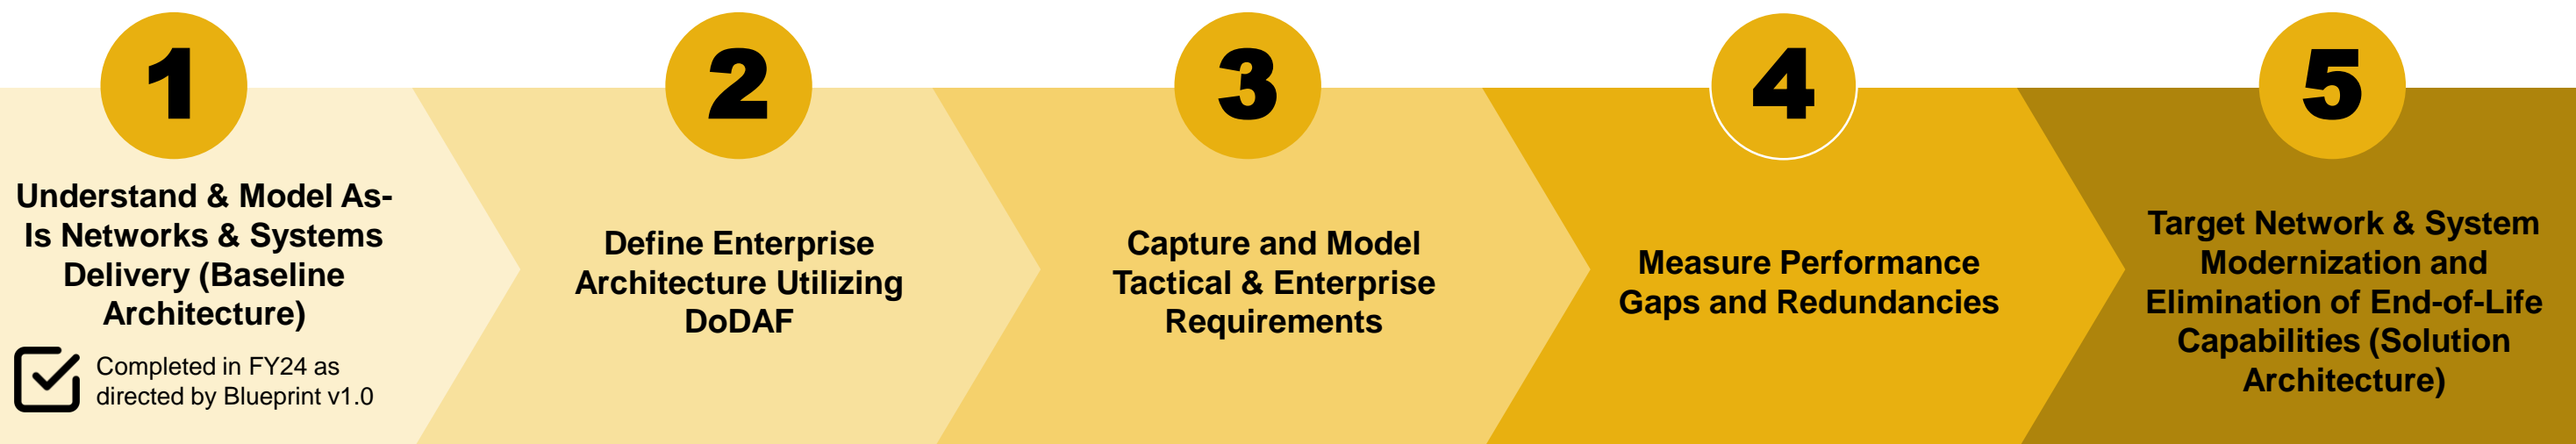 1
Understand & Model As-
Is Networks & Systems
Delivery (Baseline
Architecture)
Completed in FY24 as
directed by Blueprint v1.0
2
Define Enterprise
Architecture Utilizing
DoDAF
3
Capture and Model
Tactical & Enterprise
Requirements
4
Measure Performance
Gaps and Redundancies
5
Target Network & System
Modernization and
Elimination of End-of-Life
Capabilities (Solution
Architecture)